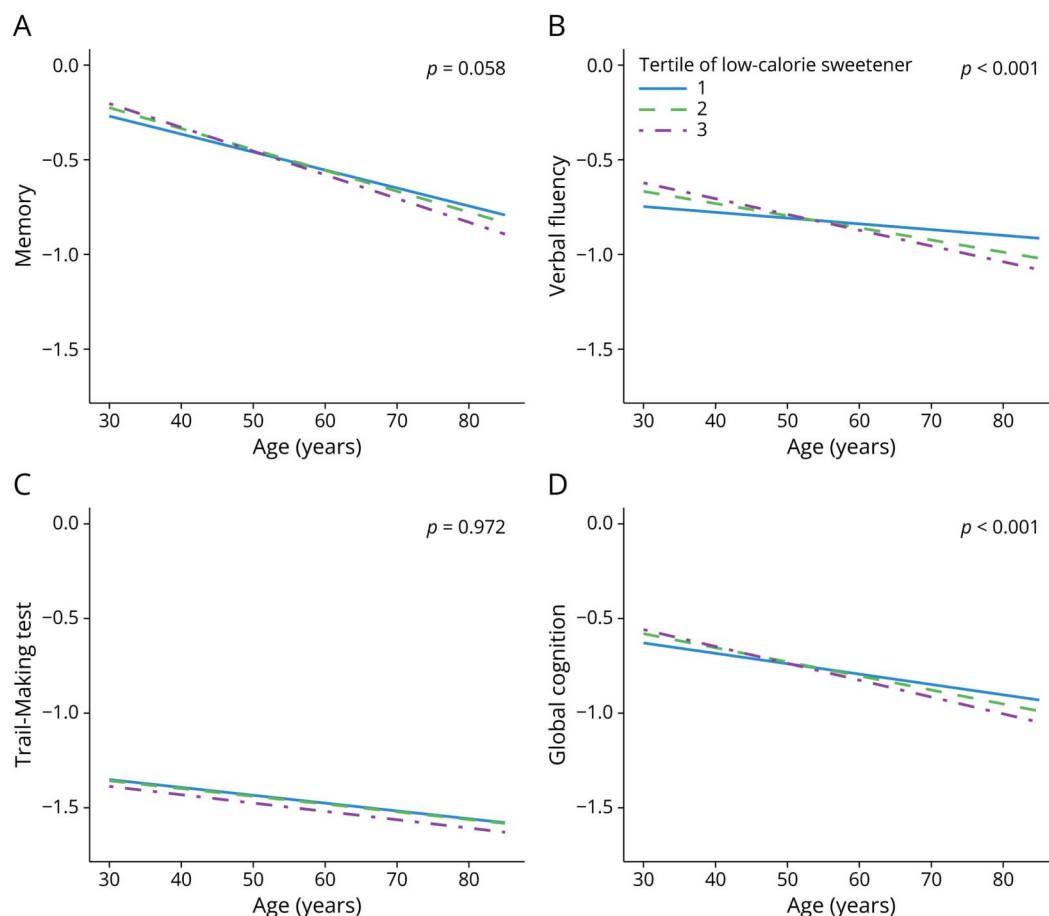 A
p = 0.058
Memory
0.0
−0.5
−1.0
−1.5
30 40 50 60 70 80
Age (years)
B
Tertile of low-calorie sweetener
1
2
3
p < 0.001
Verbal fluency
0.0
−0.5
−1.0
−1.5
30 40 50 60 70 80
Age (years)
C
p = 0.972
Trail-Making test
0.0
−0.5
−1.0
−1.5
30 40 50 60 70 80
Age (years)
D
p < 0.001
Global cognition
0.0
−0.5
−1.0
−1.5
30 40 50 60 70 80
Age (years)